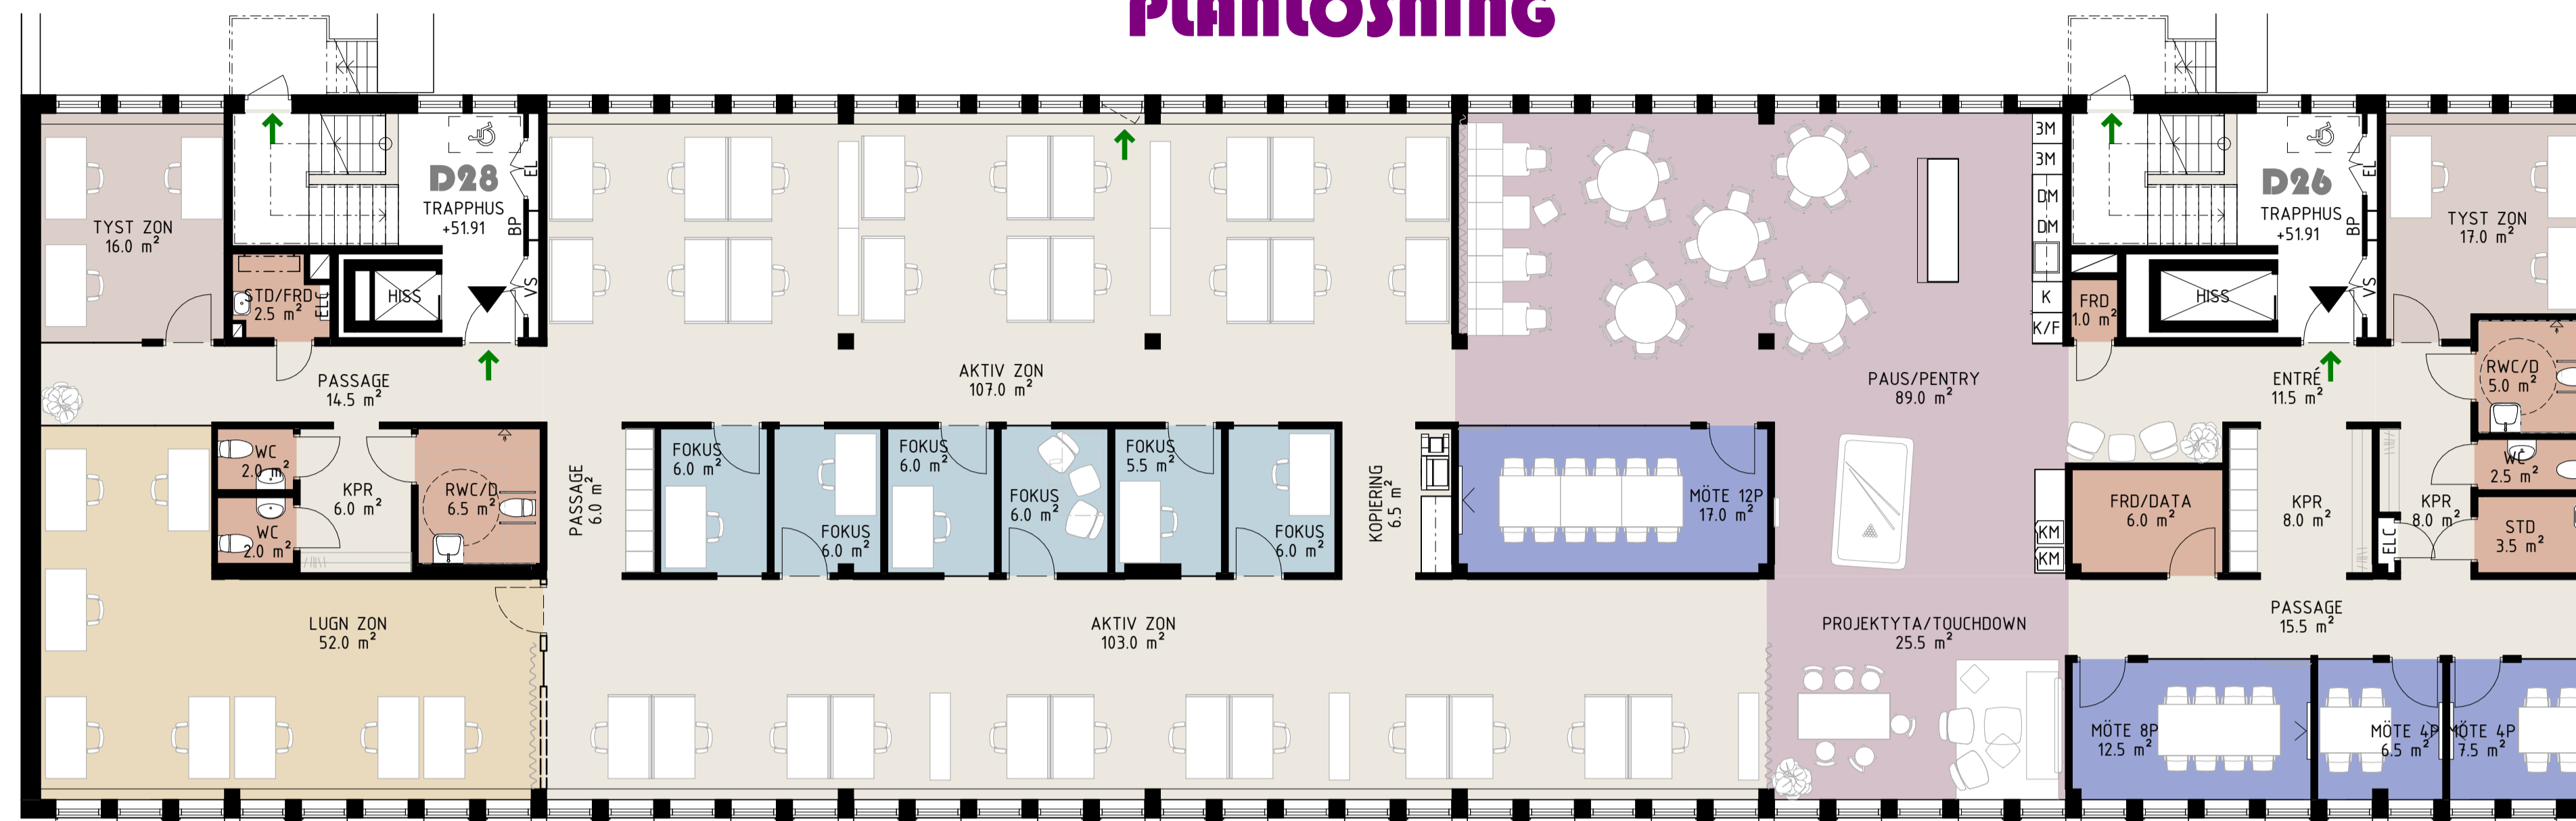 PLANLÖSNING
TYST ZON
16.0 m²
D28
TRAPPHUS
+51.91
EL
BP
VS
STD/FRD
2.5 m²
ELC
HISS
PASSAGE
14.5 m²
AKTIV ZON
107.0 m²
PAUS/PENTRY
89.0 m²
3M
3M
DM
DM
K
K/F
D26
TRAPPHUS
+51.91
EL
BP
VS
FRD
1.0 m²
HISS
TYST ZON
17.0 m²
ENTRÉ
11.5 m²
RWC/D
5.0 m²
WC
2.0 m²
WC
2.0 m²
KPR
6.0 m²
RWC/D
6.5 m²
PASSAGE
6.0 m²
FOKUS
6.0 m²
FOKUS
6.0 m²
FOKUS
6.0 m²
FOKUS
6.0 m²
FOKUS
5.5 m²
FOKUS
6.0 m²
KOPIERING
6.5 m²
MÖTE 12P
17.0 m²
KM
KM
FRD/DATA
6.0 m²
KPR
8.0 m²
ELC
KPR
8.0 m²
WC
2.5 m²
STD
3.5 m²
LUGN ZON
52.0 m²
AKTIV ZON
103.0 m²
PROJEKTYTA/TOUCHDOWN
25.5 m²
PASSAGE
15.5 m²
MÖTE 8P
12.5 m²
MÖTE 4P
6.5 m²
MÖTE 4P
7.5 m²